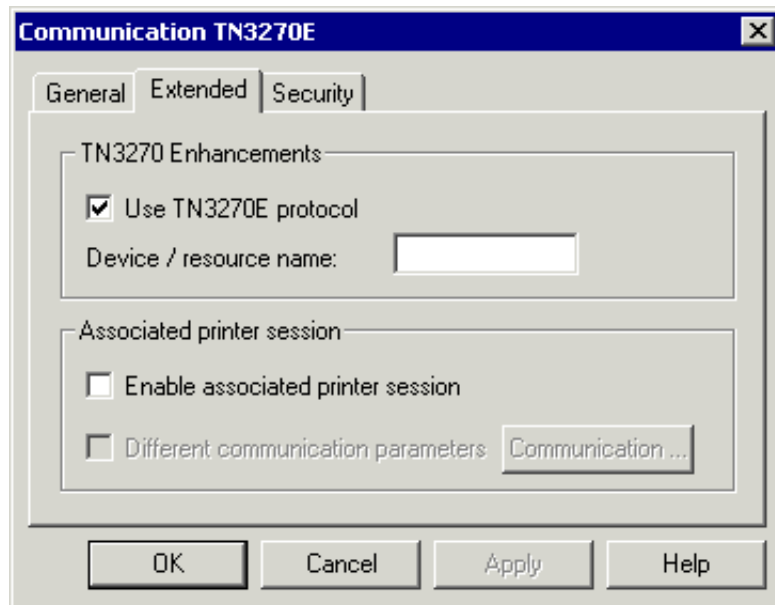 Communication TN3270E
General Extended Security
TN3270 Enhancements
Use TN3270E protocol
Device / resource name:
Associated printer session
Enable associated printer session
Different communication parameters Communication ...
OK Cancel Apply Help